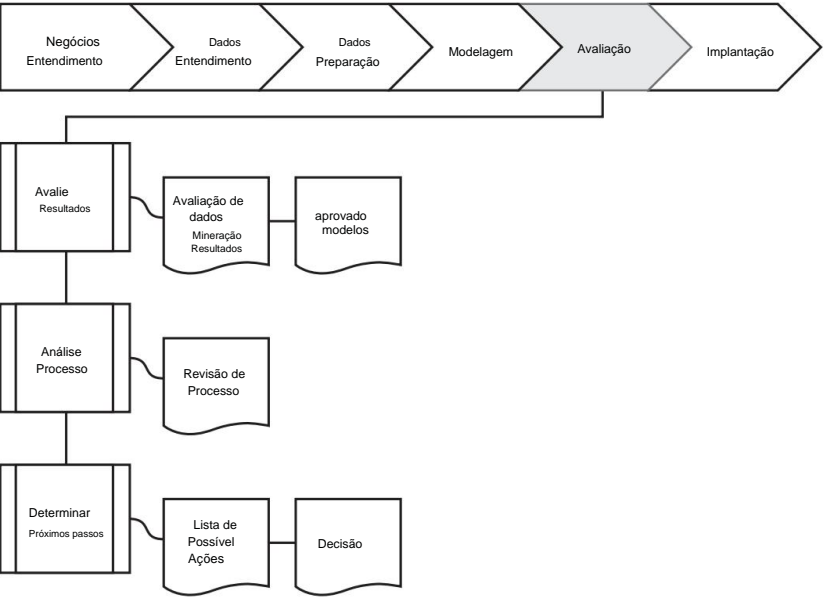 Negócios
Entendimento
Dados
Entendimento
Dados
Preparação
Modelagem
Avaliação
Implantação
Avalie
Resultados
Avaliação de
dados
Mineração
Resultados
aprovado
modelos
Análise
Processo
Revisão de
Processo
Determinar
Próximos passos
Lista de
Possível
Ações
Decisão